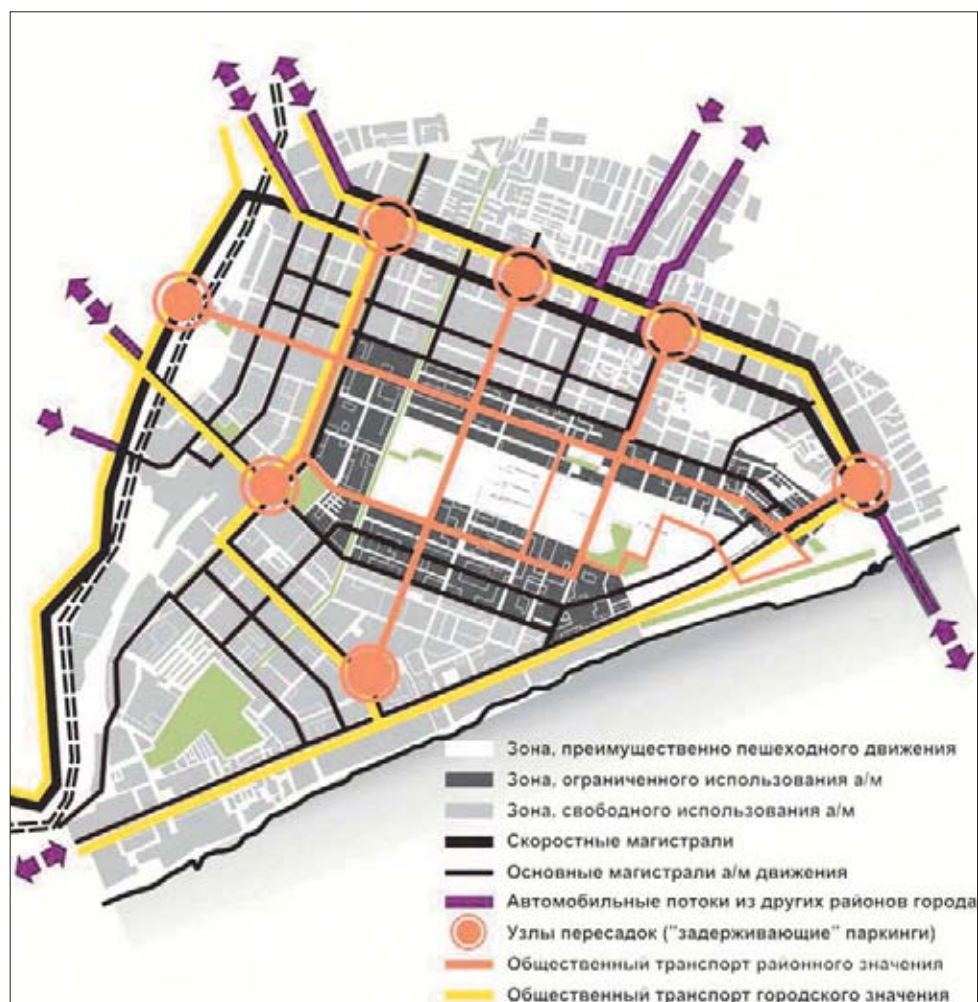 Зона, преимущественно пешеходного движения
Зона, ограниченного использования а/м
Зона, свободного использования а/м
Скоростные магистрали
Основные магистрали а/м движения
Автомобильные потоки из других районов города
Узлы пересадок ("задерживающие" паркинги)
Общественный транспорт районного значения
Общественный транспорт городского значения